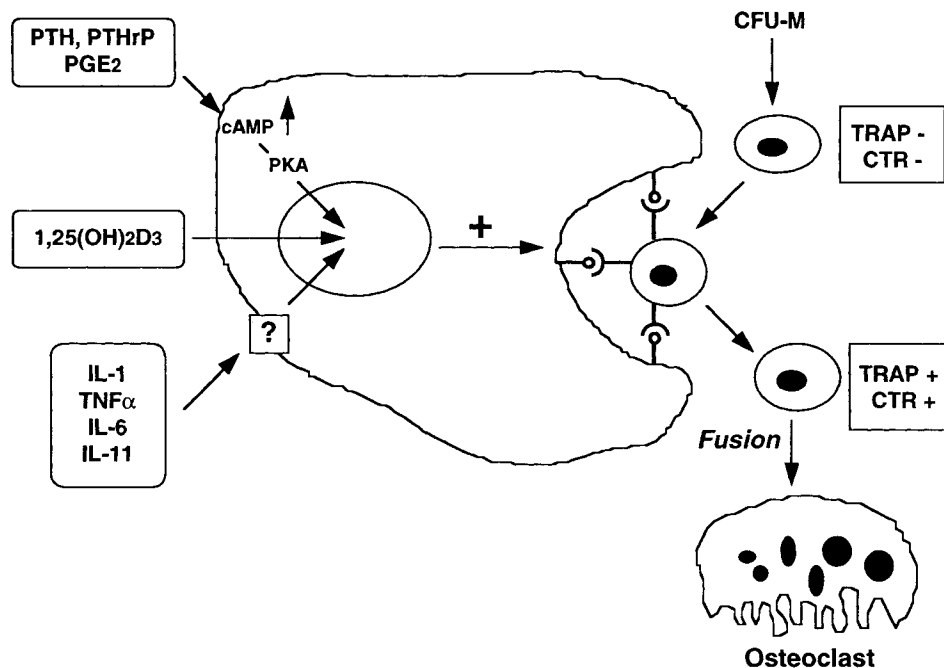 PTH, PTHrP
PGE2
cAMP
PKA
1,25(OH)2D3
+
?
IL-1
TNFα
IL-6
IL-11
CFU-M
TRAP -
CTR -
TRAP +
CTR +
Fusion
Osteoclast